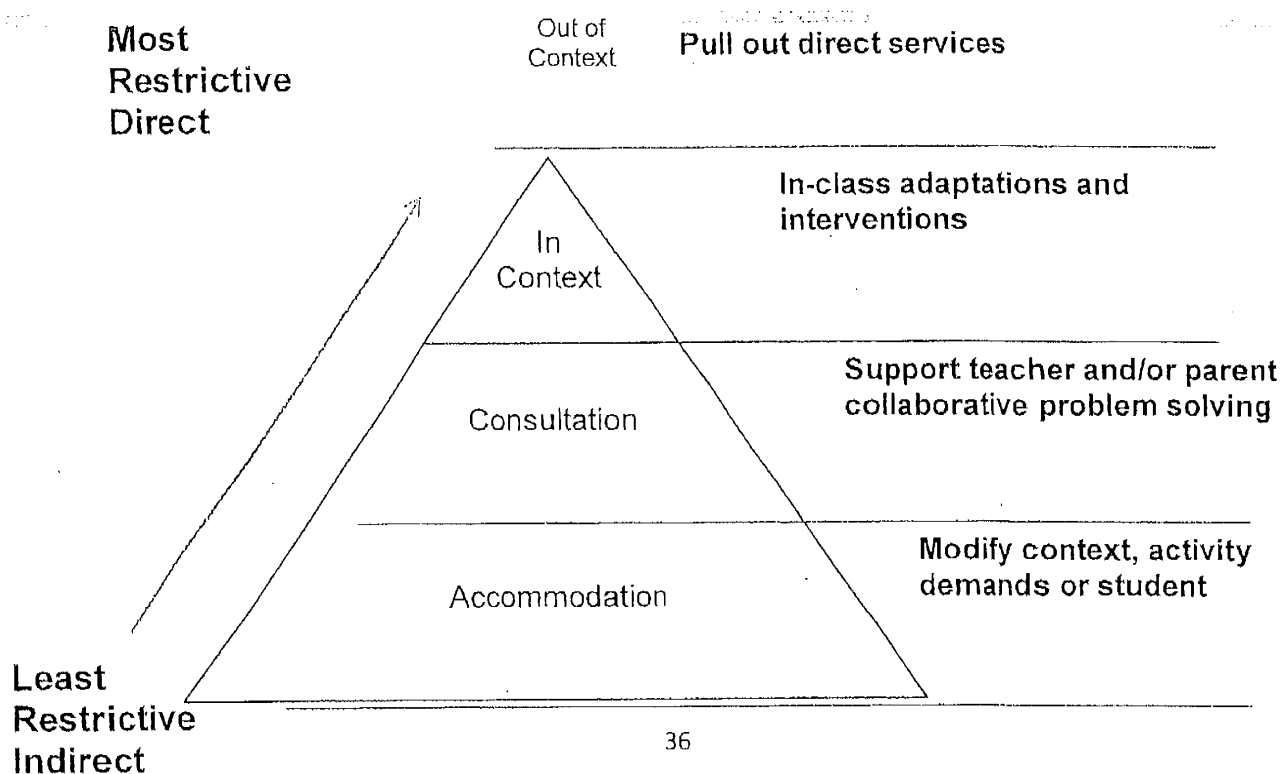 Most
Restrictive
Direct
Out of
Context
Pull out direct services
In-class adaptations and
interventions
In
Context
Support teacher and/or parent
collaborative problem solving
Consultation
Modify context, activity
demands or student
Accommodation
Least
Restrictive
Indirect
36